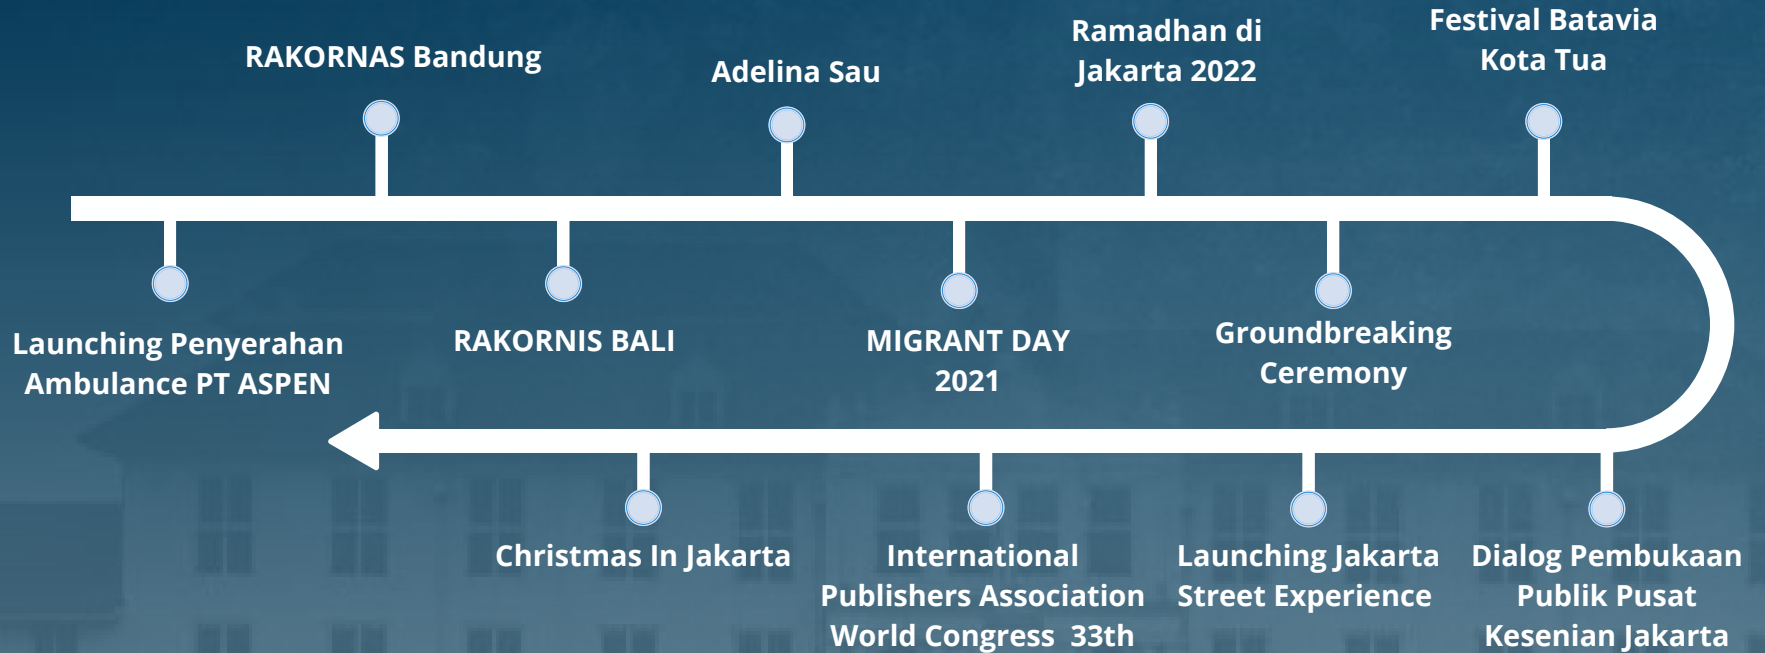 Launching Penyerahan
Ambulance PT ASPEN
RAKORNAS Bandung
RAKORNIS BALI
Adelina Sau
MIGRANT DAY
2021
Ramadhan di
Jakarta 2022
Groundbreaking
Ceremony
Festival Batavia
Kota Tua
Dialog Pembukaan
Publik Pusat
Kesenian Jakarta
Launching Jakarta
Street Experience
International
Publishers Association
World Congress 33th
Christmas In Jakarta